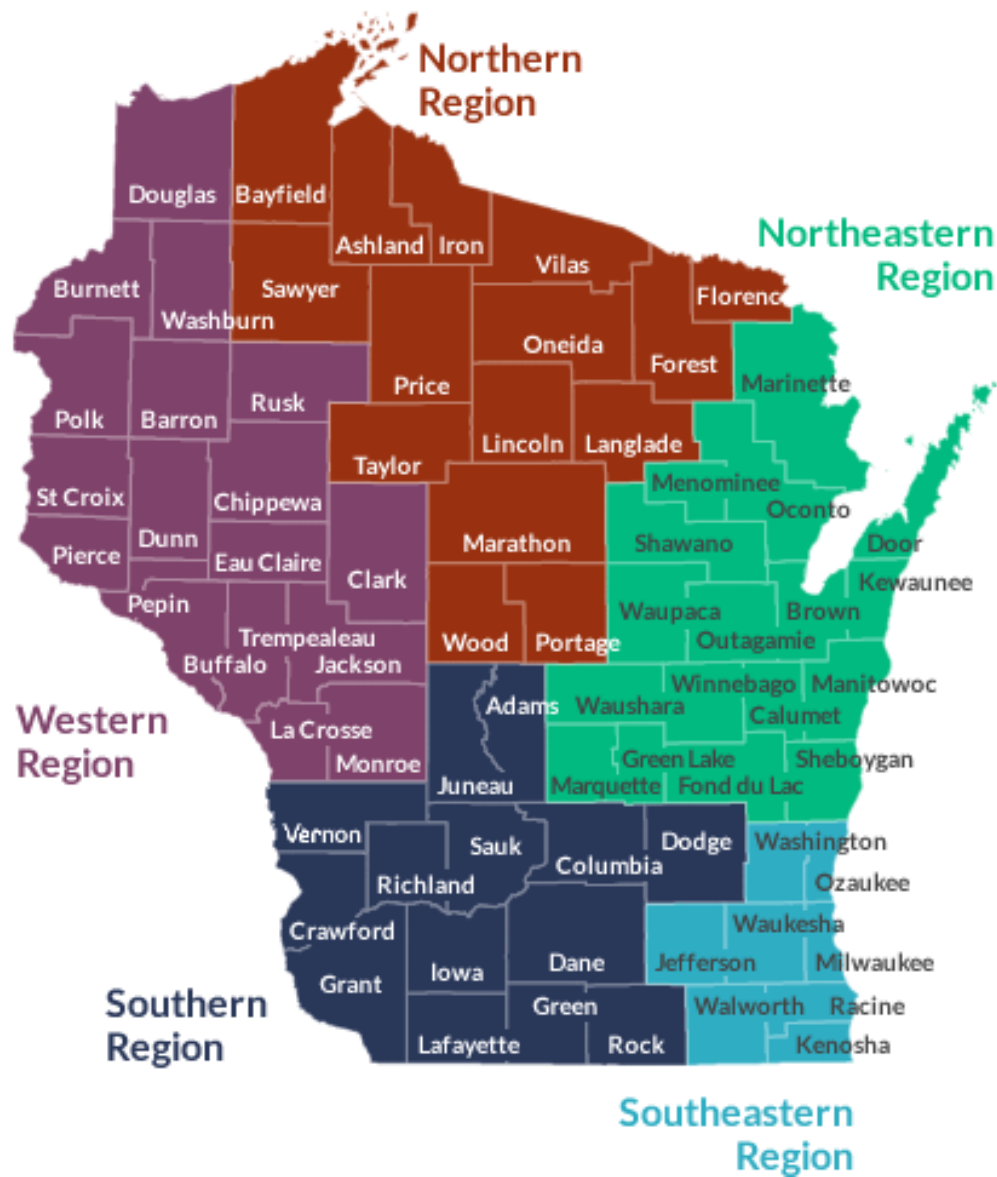 Northern
Region
Northeastern
Region
Douglas
Bayfield
Ashland
Iron
Vilas
Burnett
Washburn
Sawyer
Florenc
Oneida
Forest
Marinette
Price
Rusk
Polk
Barron
Taylor
Lincoln
Langlade
St Croix
Chippewa
Menominee
Oconto
Pierce
Dunn
Eau Claire
Clark
Marathon
Shawano
Door
Kewaunee
Pepin
Trempealeau
Buffalo
Jackson
Wood
Portage
Waupaca
Brown
Outagamie
Western
Region
La Crosse
Monroe
Adams
Juneau
Waushara
Winnebago
Manitowoc
Calumet
Green Lake
Sheboygan
Marquette
Fond du Lac
Vernon
Richland
Sauk
Columbia
Dodge
Washington
Ozaukee
Crawford
Grant
Iowa
Dane
Jefferson
Waukesha
Milwaukee
Southern
Region
Lafayette
Green
Rock
Walworth
Racine
Kenosha
Southeastern
Region